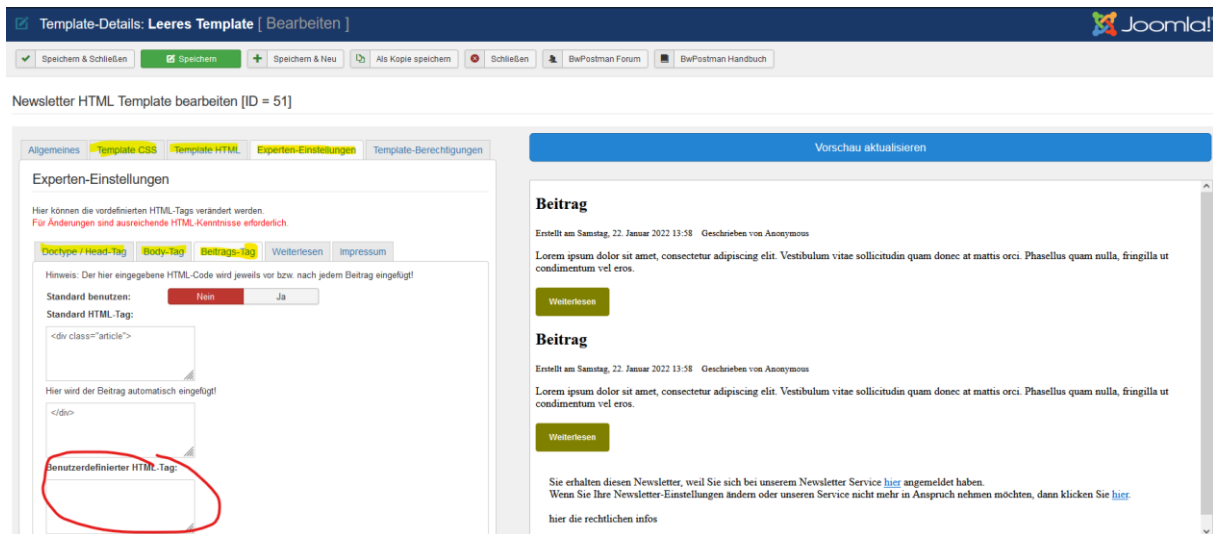 Template-Details: Leeres Template [ Bearbeiten ]
Joomla!
Speichern & Schließen
Speichern
Speichern & Neu
Als Kopie speichern
Schließen
BwPostman Forum
BwPostman Handbuch
Newsletter HTML Template bearbeiten [ID = 51]
Allgemeines
Template CSS
Template HTML
Experten-Einstellungen
Template-Berechtigungen
Experten-Einstellungen
Hier können die vordefinierten HTML-Tags verändert werden.
Für Änderungen sind ausreichende HTML-Kenntnisse erforderlich.
Doctype / Head-Tag
Body-Tag
Beitrags-Tag
Weiterlesen
Impressum
Hinweis: Der hier eingegebene HTML-Code wird jeweils vor bzw. nach jedem Beitrag eingefügt!
Standard benutzen:
Nein
Ja
Standard HTML-Tag:
<div class="article">
Hier wird der Beitrag automatisch eingefügt!
</div>
Benutzerdefinierter HTML-Tag:
Vorschau aktualisieren
Beitrag
Erstellt am Samstag, 22. Januar 2022 13:58 Geschrieben von Anonymous
Lorem ipsum dolor sit amet, consectetur adipiscing elit. Vestibulum vitae sollicitudin quam donec at mattis orci. Phasellus quam nulla, fringilla ut
condimentum vel eros.
Weiterlesen
Beitrag
Erstellt am Samstag, 22. Januar 2022 13:58 Geschrieben von Anonymous
Lorem ipsum dolor sit amet, consectetur adipiscing elit. Vestibulum vitae sollicitudin quam donec at mattis orci. Phasellus quam nulla, fringilla ut
condimentum vel eros.
Weiterlesen
Sie erhalten diesen Newsletter, weil Sie sich bei unserem Newsletter Service hier angemeldet haben.
Wenn Sie Ihre Newsletter-Einstellungen ändern oder unseren Service nicht mehr in Anspruch nehmen möchten, dann klicken Sie hier.
hier die rechtlichen infos